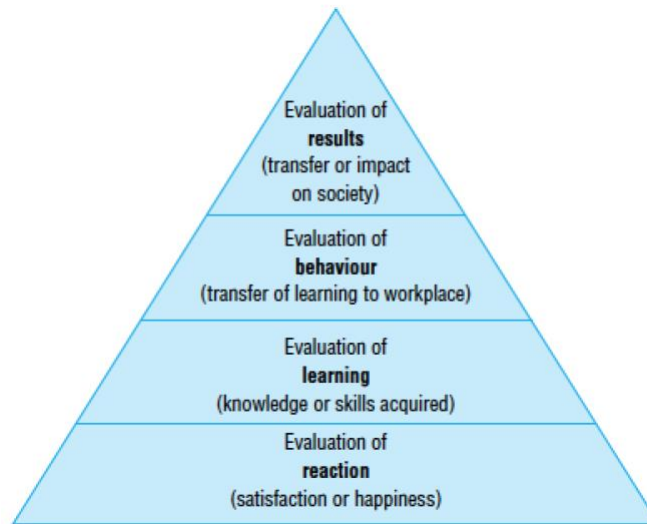 Evaluation of
results
(transfer or impact
on society)
Evaluation of
behaviour
(transfer of learning to workplace)
Evaluation of
learning
(knowledge or skills acquired)
Evaluation of
reaction
(satisfaction or happiness)